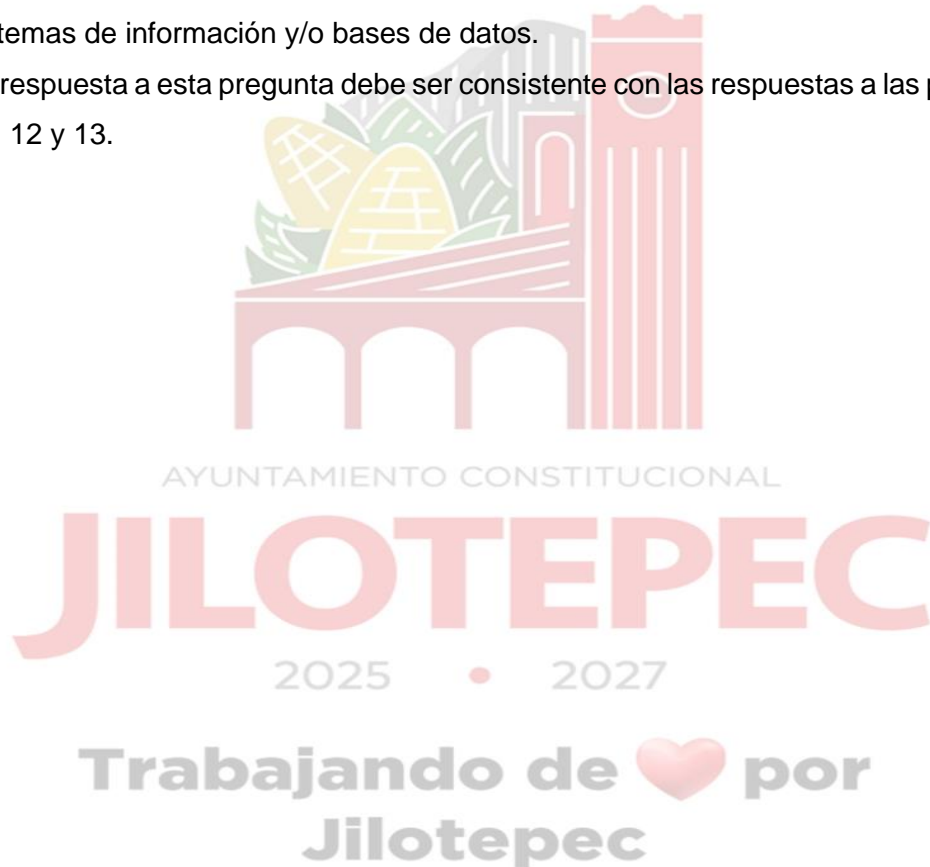 temas de información y/o bases de datos.
respuesta a esta pregunta debe ser consistente con las respuestas a las
12 y 13.
AYUNTAMIENTO CONSTITUCIONAL
JILOTEPEC
2025 • 2027
Trabajando de por
Jilotepec